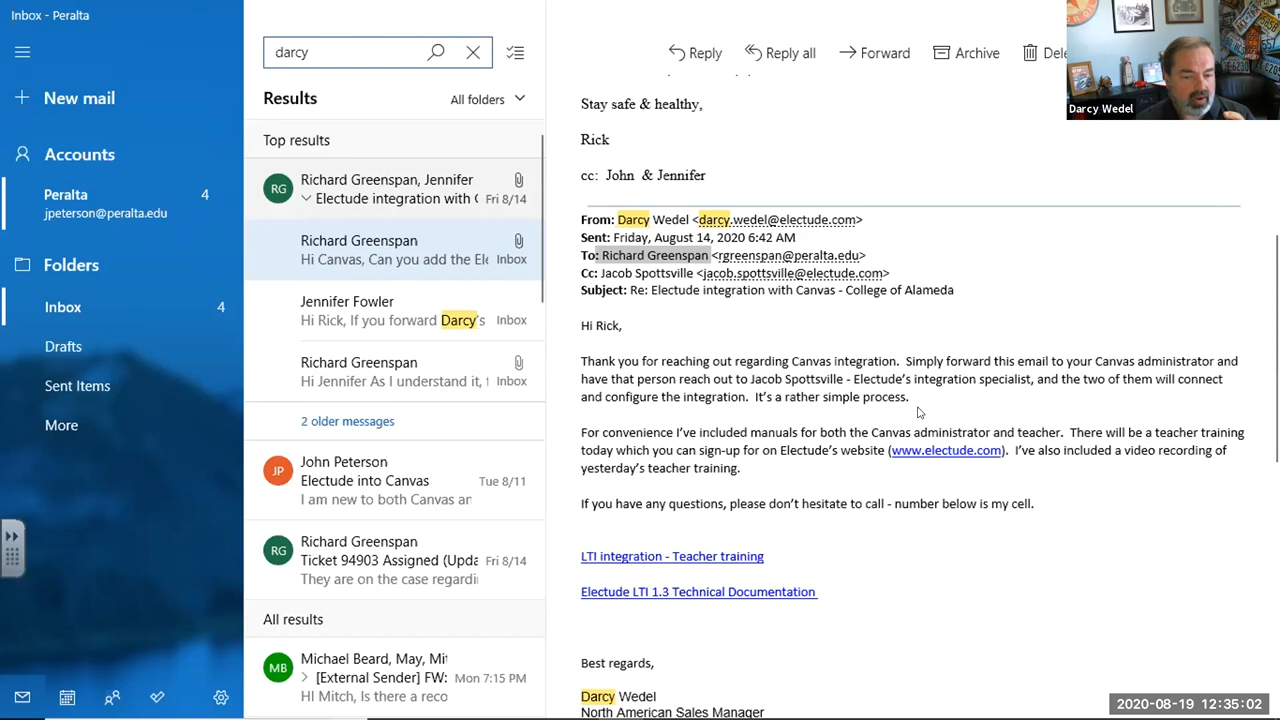 Inbox - Peralta
New mail
Accounts
Peralta
4
jpeterson@peralta.edu
Folders
Inbox
4
Drafts
Sent Items
More
darcy
Results
All folders
Top results
RG
Richard Greenspan, Jennifer
Electude integration with
Fri 8/14
Richard Greenspan
Hi Canvas, Can you add the Ele
Inbox
Jennifer Fowler
Hi Rick, If you forward Darcy's
Inbox
Richard Greenspan
Hi Jennifer As I understand it,
Inbox
2 older messages
JP
John Peterson
Electude into Canvas
Tue 8/11
I am new to both Canvas an
RG
Richard Greenspan
Ticket 94903 Assigned (Upda
Fri 8/14
They are on the case regardi
All results
MB
Michael Beard, May, Mit
[External Sender] FW:
Mon 7:15 PM
HI Mitch, Is there a reco
Reply
Reply all
Forward
Archive
Dele
Darcy Wedel
Stay safe & healthy,
Rick
cc: John & Jennifer
From: Darcy Wedel <darcy.wedel@electude.com>
Sent: Friday, August 14, 2020 6:42 AM
To: Richard Greenspan <rgreenspan@peralta.edu>
Cc: Jacob Spottsville <jacob.spottsville@electude.com>
Subject: Re: Electude integration with Canvas - College of Alameda
Hi Rick,
Thank you for reaching out regarding Canvas integration. Simply forward this email to your Canvas administrator and
have that person reach out to Jacob Spottsville - Electude's integration specialist, and the two of them will connect
and configure the integration. It's a rather simple process.
For convenience I've included manuals for both the Canvas administrator and teacher. There will be a teacher training
today which you can sign-up for on Electude's website (www.electude.com). I've also included a video recording of
yesterday's teacher training.
If you have any questions, please don't hesitate to call - number below is my cell.
LTI integration - Teacher training
Electude LTI 1.3 Technical Documentation
Best regards,
Darcy Wedel
North American Sales Manager
2020-08-19 12:35:02